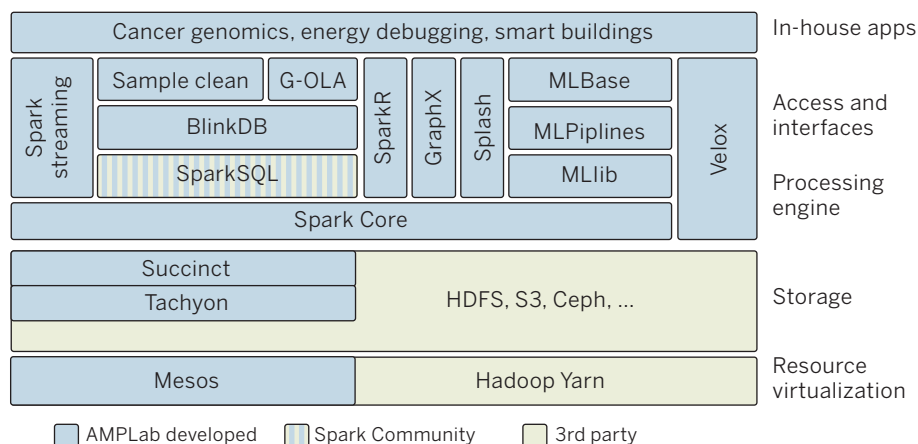 Cancer genomics, energy debugging, smart buildings
In-house apps
Spark streaming
Sample clean
G-OLA
BlinkDB
SparkSQL
SparkR
GraphX
Splash
MLBase
MLPiplines
MLlib
Velox
Access and
interfaces
Processing
engine
Spark Core
Succinct
Tachyon
HDFS, S3, Ceph, ...
Storage
Mesos
Hadoop Yarn
Resource
virtualization
AMPLab developed
Spark Community
3rd party